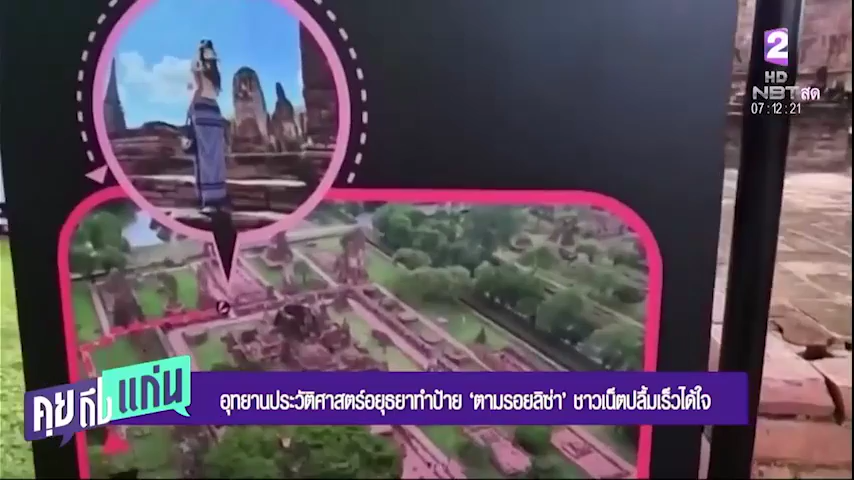 2
HD
NBT สด
07:12:21
คุยถึงแก่น
อุทยานประวัติศาสตร์อยุธยาทำป้าย ‘ตามรอยลิซ่า’ ชาวเน็ตปลื้มเร็วได้ใจ